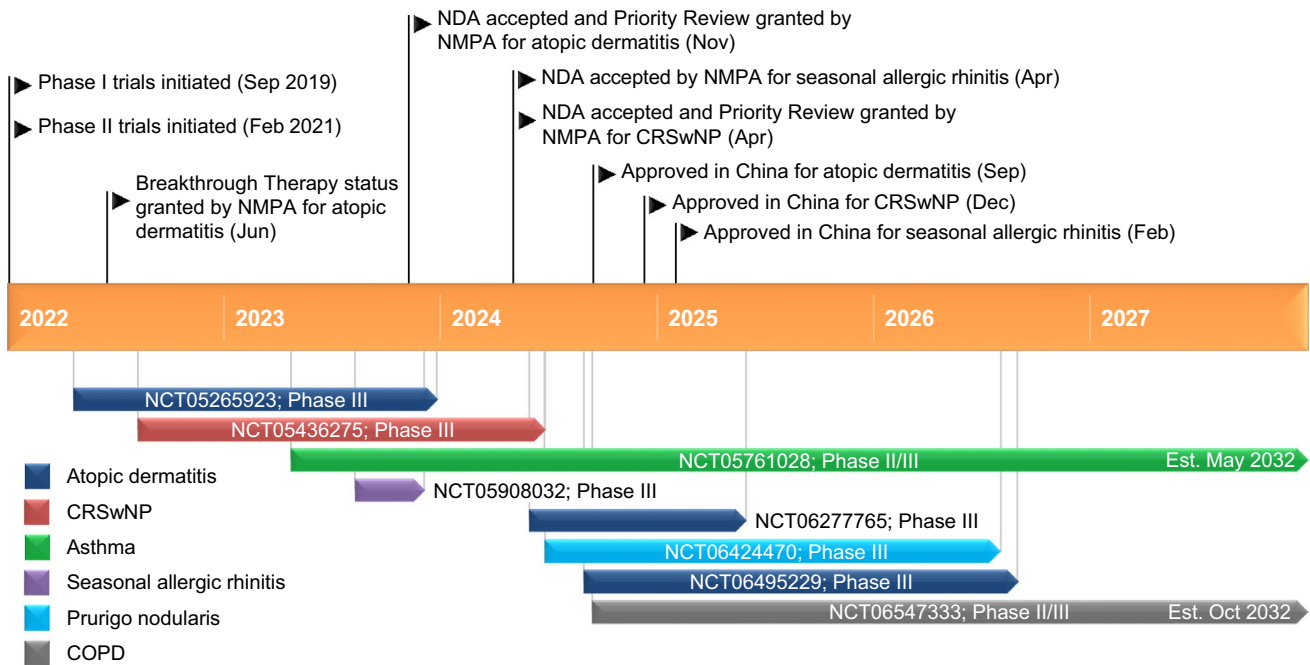 NDA accepted and Priority Review granted by
NMPA for atopic dermatitis (Nov)
Phase I trials initiated (Sep 2019)
NDA accepted by NMPA for seasonal allergic rhinitis (Apr)
Phase II trials initiated (Feb 2021)
NDA accepted and Priority Review granted by
NMPA for CRSwNP (Apr)
Approved in China for atopic dermatitis (Sep)
Breakthrough Therapy status
granted by NMPA for atopic
dermatitis (Jun)
Approved in China for CRSwNP (Dec)
Approved in China for seasonal allergic rhinitis (Feb)
2022 2023 2024 2025 2026 2027
NCT05265923; Phase III
NCT05436275; Phase III
NCT05761028; Phase II/III Est. May 2032
NCT05908032; Phase III
NCT06277765; Phase III
NCT06424470; Phase III
NCT06495229; Phase III
NCT06547333; Phase II/III Est. Oct 2032
Atopic dermatitis
CRSwNP
Asthma
Seasonal allergic rhinitis
Prurigo nodularis
COPD